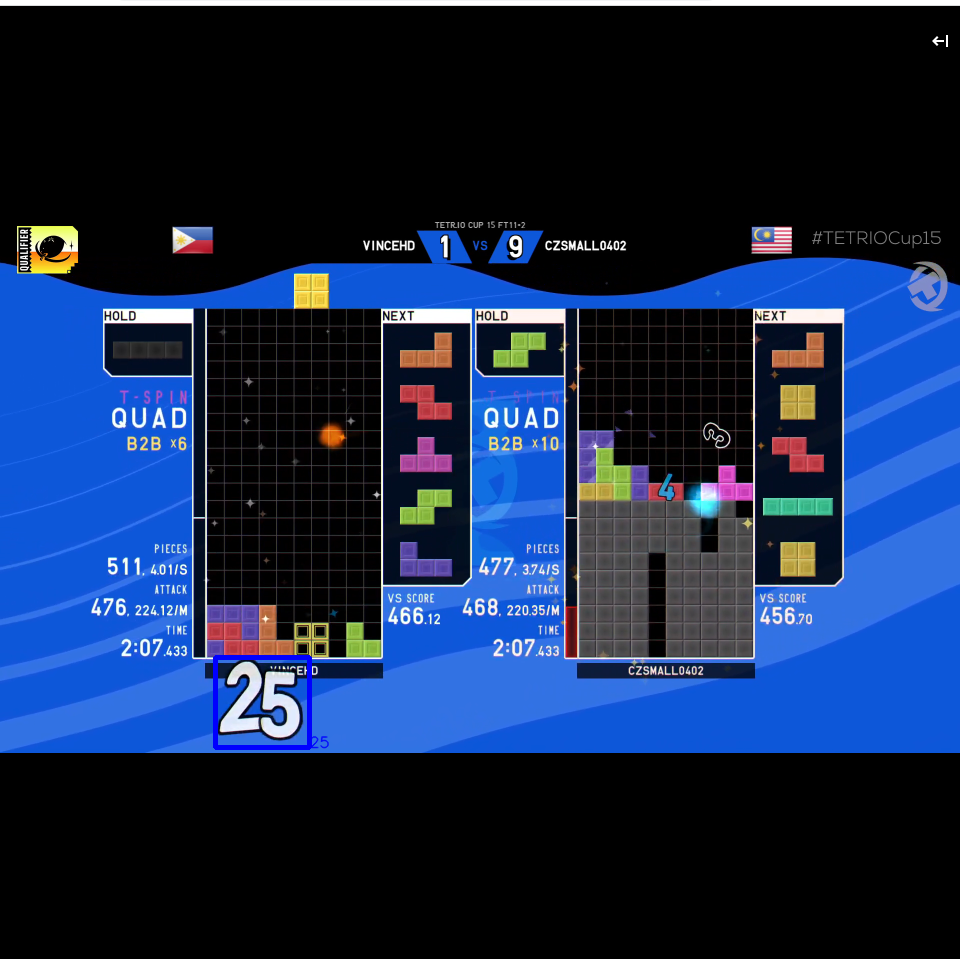 TETR.IO CUP 15 FT11-2
QUALIFIER
VINCEHD 1 VS 9 CZSMALL0402
#TETRIOCup15
HOLD
NEXT
HOLD
NEXT
T-SPIN
QUAD
B2B ×6
T-SPIN
QUAD
B2B ×10
4
PIECES
511, 4.01/S
ATTACK
476, 224.12/M
TIME
2:07.433
VS SCORE
466.12
PIECES
477, 3.74/S
ATTACK
468, 220.35/M
TIME
2:07.433
VS SCORE
456.70
VINCEHD
CZSMALL0402
25
25